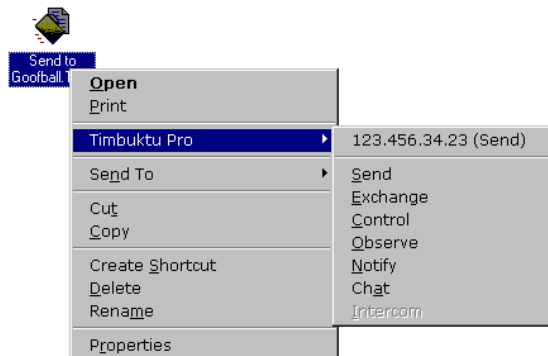 Send to
Goofball.
Open
Print
Timbuktu Pro
Send To
Cut
Copy
Create Shortcut
Delete
Rename
Properties
123.456.34.23 (Send)
Send
Exchange
Control
Observe
Notify
Chat
Intercom